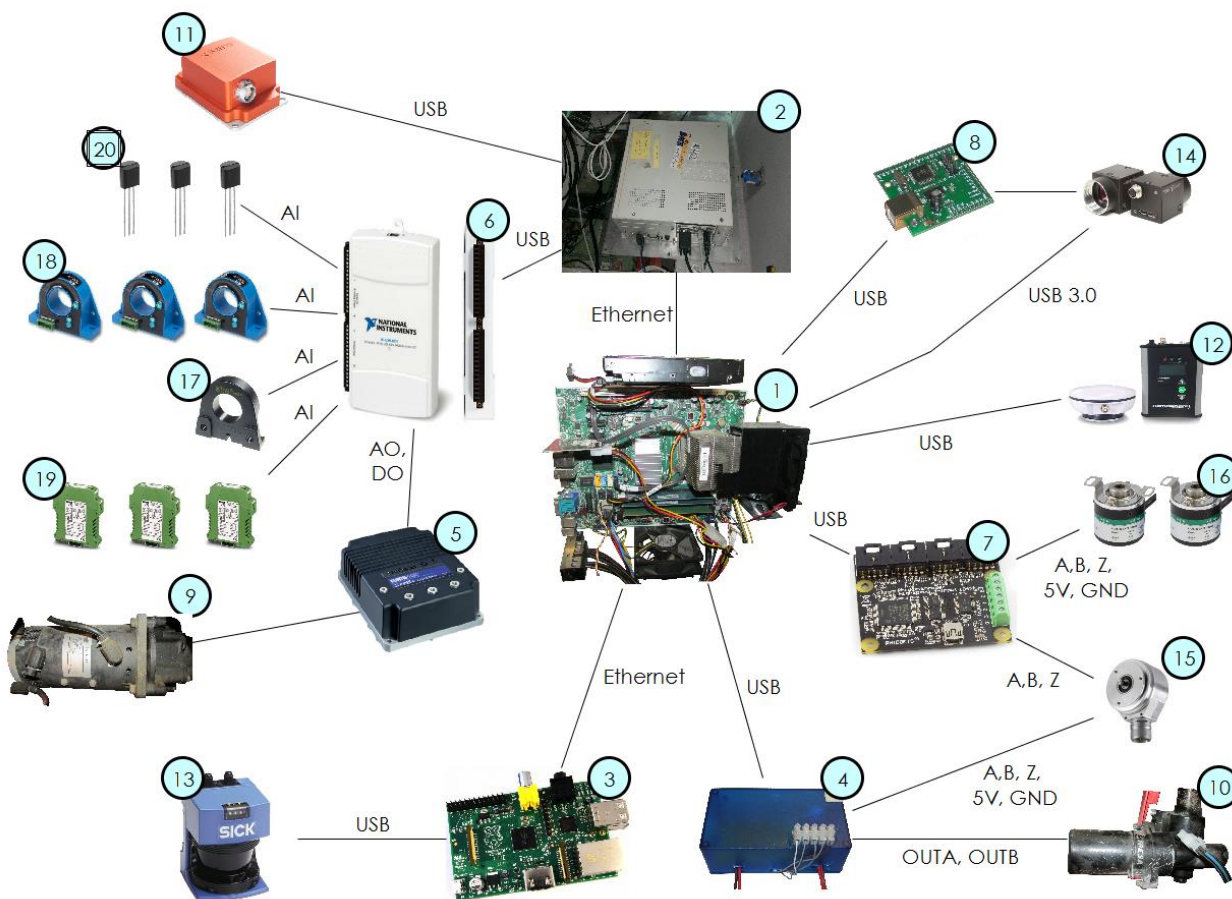 11
USB
2
20
8
14
AI
6
USB
18
AI
USB
USB 3.0
NATIONAL
INSTRUMENTS
Ethernet
12
AI
1
17
AI
USB
AO,
DO
16
19
5
USB
7
A,B, Z,
5V, GND
9
15
Ethernet
USB
A,B, Z
13
3
4
A,B, Z,
5V, GND
10
SICK
USB
OUTA, OUTB